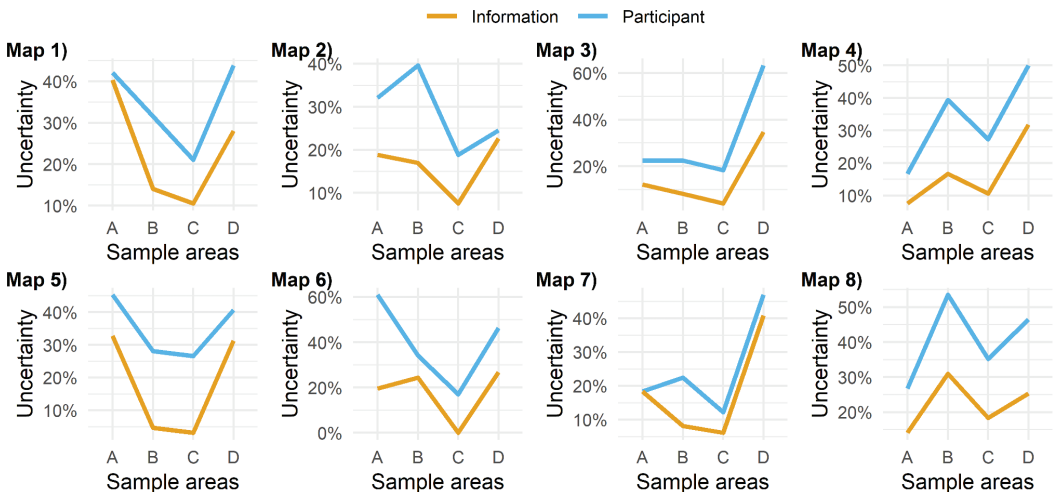 Information Participant
Map 1) Map 2) Map 3) Map 4)
Uncertainty
40%
30%
20%
10%
A B C D
Sample areas
Uncertainty
40%
30%
20%
10%
A B C D
Sample areas
Uncertainty
60%
40%
20%
A B C D
Sample areas
Uncertainty
50%
40%
30%
20%
10%
A B C D
Sample areas
Map 5) Map 6) Map 7) Map 8)
Uncertainty
40%
30%
20%
10%
A B C D
Sample areas
Uncertainty
60%
40%
20%
0%
A B C D
Sample areas
Uncertainty
40%
30%
20%
10%
A B C D
Sample areas
Uncertainty
50%
40%
30%
20%
A B C D
Sample areas